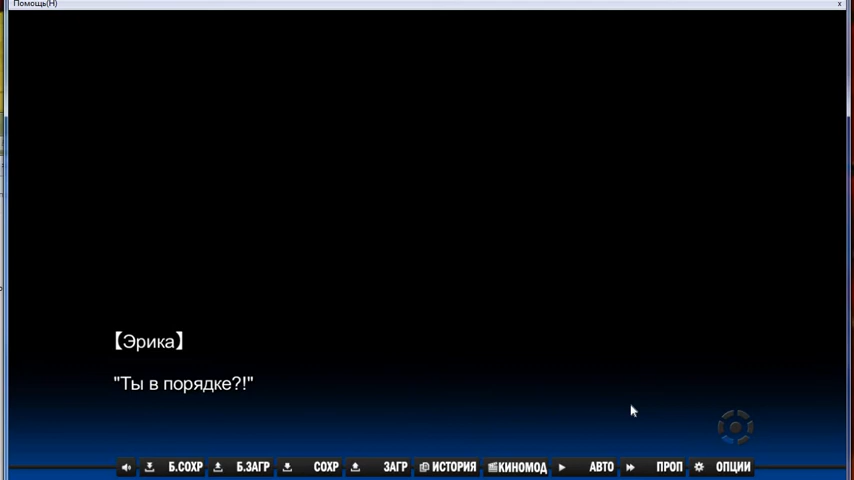 Помощь(H)
【Эрика】
"Ты в порядке?!"
Б.СОХР Б.ЗАГР СОХР ЗАГР ИСТОРИЯ КИНОМОД АВТО ПРОП ОПЦИИ